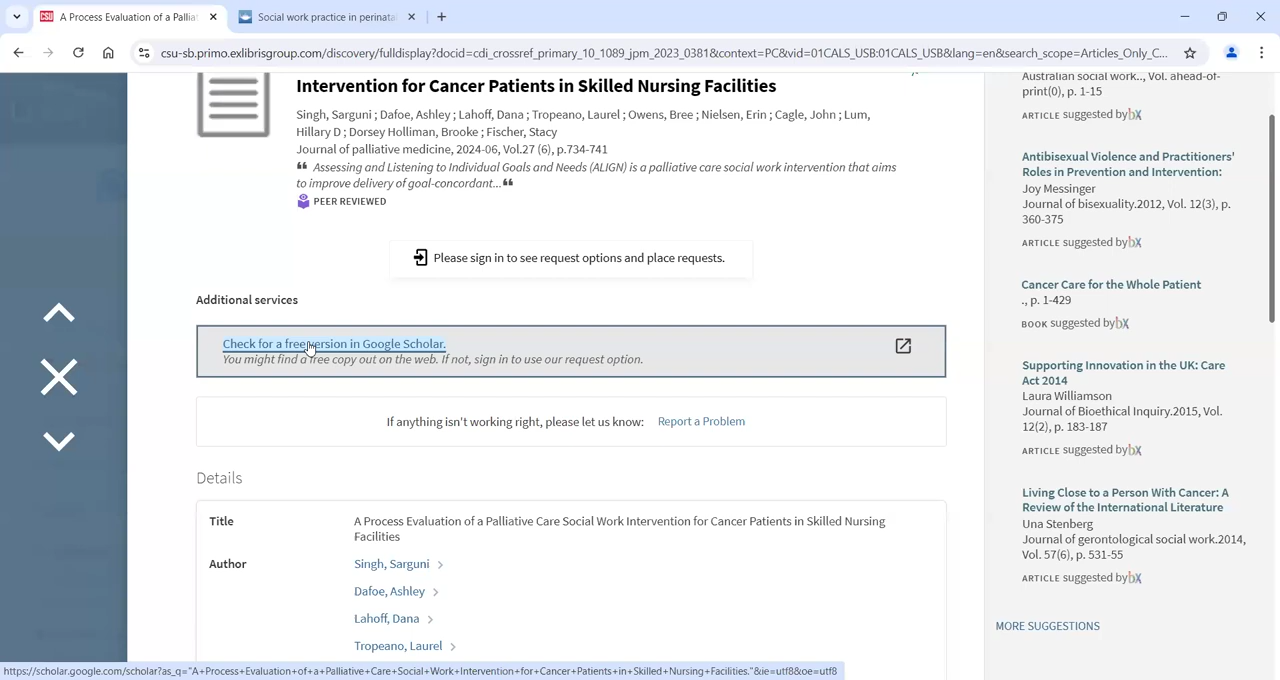 A Process Evaluation of a Pallia
Social work practice in perinata
csu-sb.primo.exlibrisgroup.com/discovery/fulldisplay?docid=cdi_crossref_primary_10_1089_jpm_2023_0381&context=PC&vid=01CALS_USB:01CALS_USB&lang=en&search_scope=Articles_Only_C...
Intervention for Cancer Patients in Skilled Nursing Facilities
Singh, Sarguni ; Dafoe, Ashley ; Lahoff, Dana ; Tropeano, Laurel ; Owens, Bree ; Nielsen, Erin ; Cagle, John ; Lum,
Hillary D ; Dorsey Holliman, Brooke ; Fischer, Stacy
Journal of palliative medicine, 2024-06, Vol.27 (6), p.734-741
❝ Assessing and Listening to Individual Goals and Needs (ALIGN) is a palliative care social work intervention that aims
to improve delivery of goal-concordant...❝
PEER REVIEWED
Please sign in to see request options and place requests.
Additional services
Check for a free version in Google Scholar.
You might find a free copy out on the web. If not, sign in to use our request option.
If anything isn't working right, please let us know: Report a Problem
Details
Title
A Process Evaluation of a Palliative Care Social Work Intervention for Cancer Patients in Skilled Nursing
Facilities
Author
Singh, Sarguni
Dafoe, Ashley
Lahoff, Dana
Tropeano, Laurel
Australian social work.., Vol. ahead-of-
print(0), p. 1-15
ARTICLE suggested by bX
Antibisexual Violence and Practitioners'
Roles in Prevention and Intervention:
Joy Messinger
Journal of bisexuality.2012, Vol. 12(3), p.
360-375
ARTICLE suggested by bX
Cancer Care for the Whole Patient
., p. 1-429
BOOK suggested by bX
Supporting Innovation in the UK: Care
Act 2014
Laura Williamson
Journal of Bioethical Inquiry.2015, Vol.
12(2), p. 183-187
ARTICLE suggested by bX
Living Close to a Person With Cancer: A
Review of the International Literature
Una Stenberg
Journal of gerontological social work.2014,
Vol. 57(6), p. 531-55
ARTICLE suggested by bX
MORE SUGGESTIONS
https://scholar.google.com/scholar?as_q="A+Process+Evaluation+of+a+Palliative+Care+Social+Work+Intervention+for+Cancer+Patients+in+Skilled+Nursing+Facilities."&ie=utf8&oe=utf8